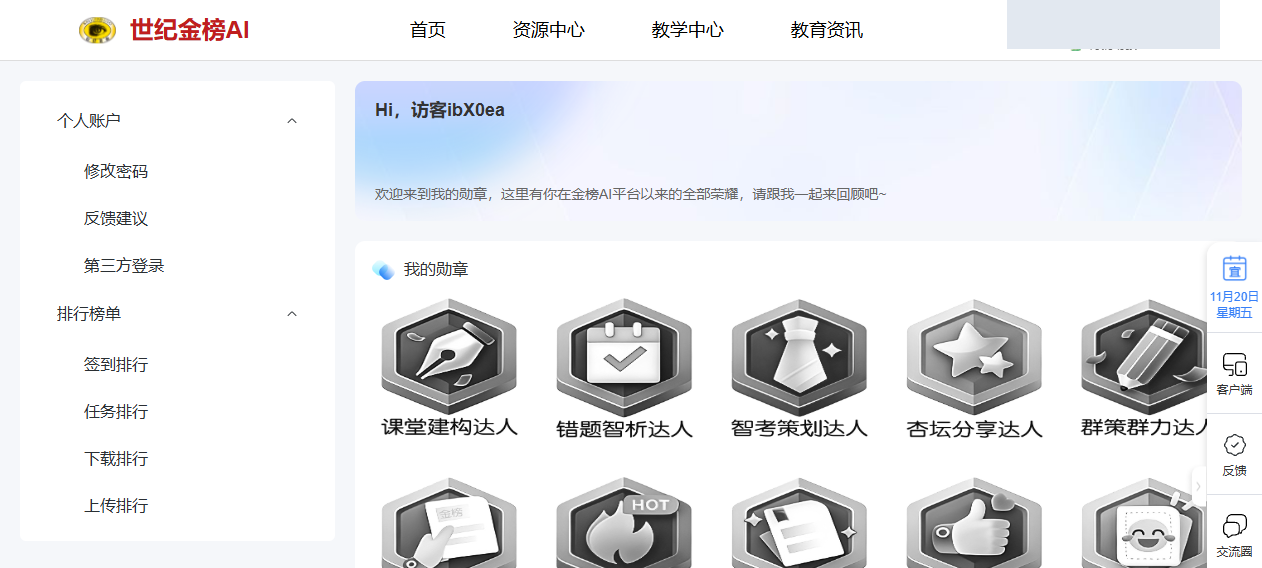 世纪金榜AI
首页
资源中心
教学中心
教育资讯
个人账户
修改密码
反馈建议
第三方登录
排行榜单
签到排行
任务排行
下载排行
上传排行
Hi，访客ibX0ea
欢迎来到我的勋章，这里有你在金榜AI平台以来的全部荣耀，请跟我一起来回顾吧~
我的勋章
课堂建构达人
错题智析达人
智考策划达人
杏坛分享达人
群策群力达人
金榜
HOT
宜
11月20日
星期五
客户端
反馈
交流圈